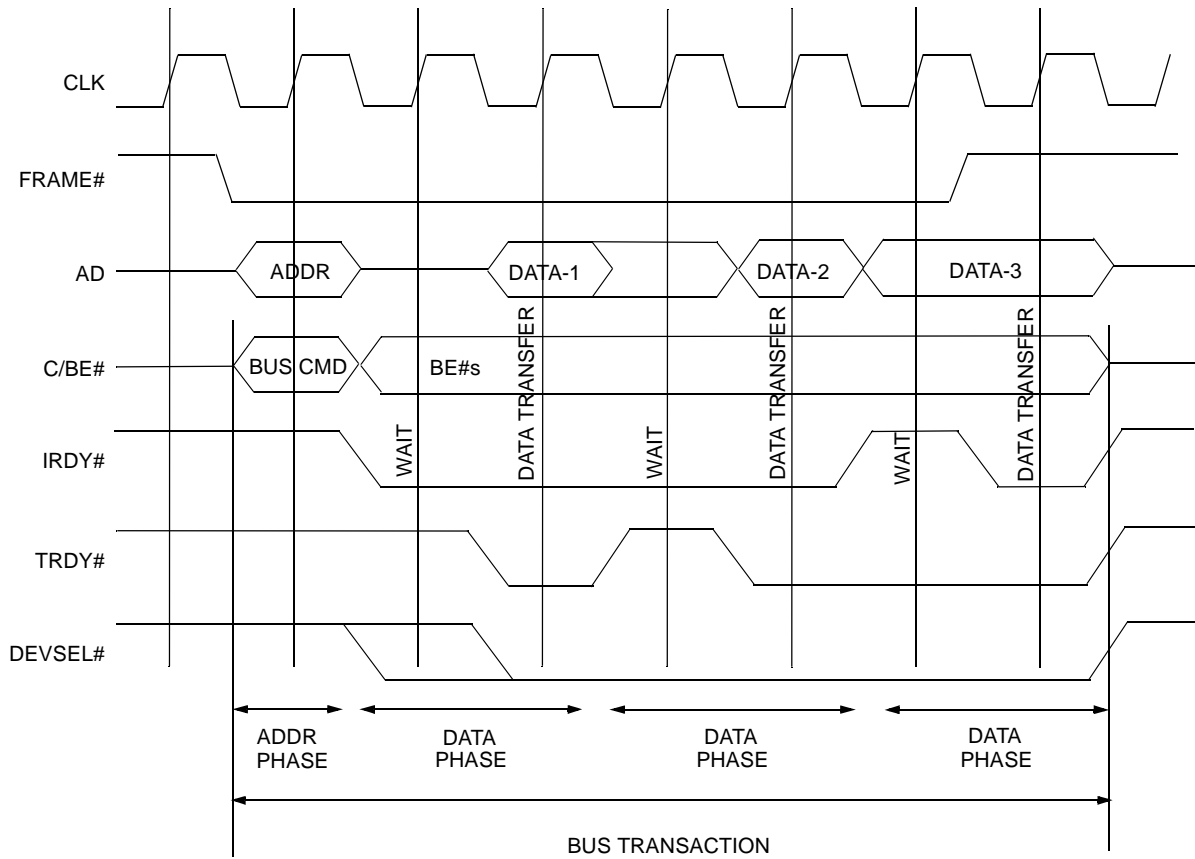 CLK
FRAME#
AD
ADDR
DATA-1
DATA-2
DATA-3
C/BE#
BUS CMD
BE#s
IRDY#
WAIT
DATA TRANSFER
WAIT
DATA TRANSFER
WAIT
DATA TRANSFER
TRDY#
DEVSEL#
ADDR
PHASE
DATA
PHASE
DATA
PHASE
DATA
PHASE
BUS TRANSACTION